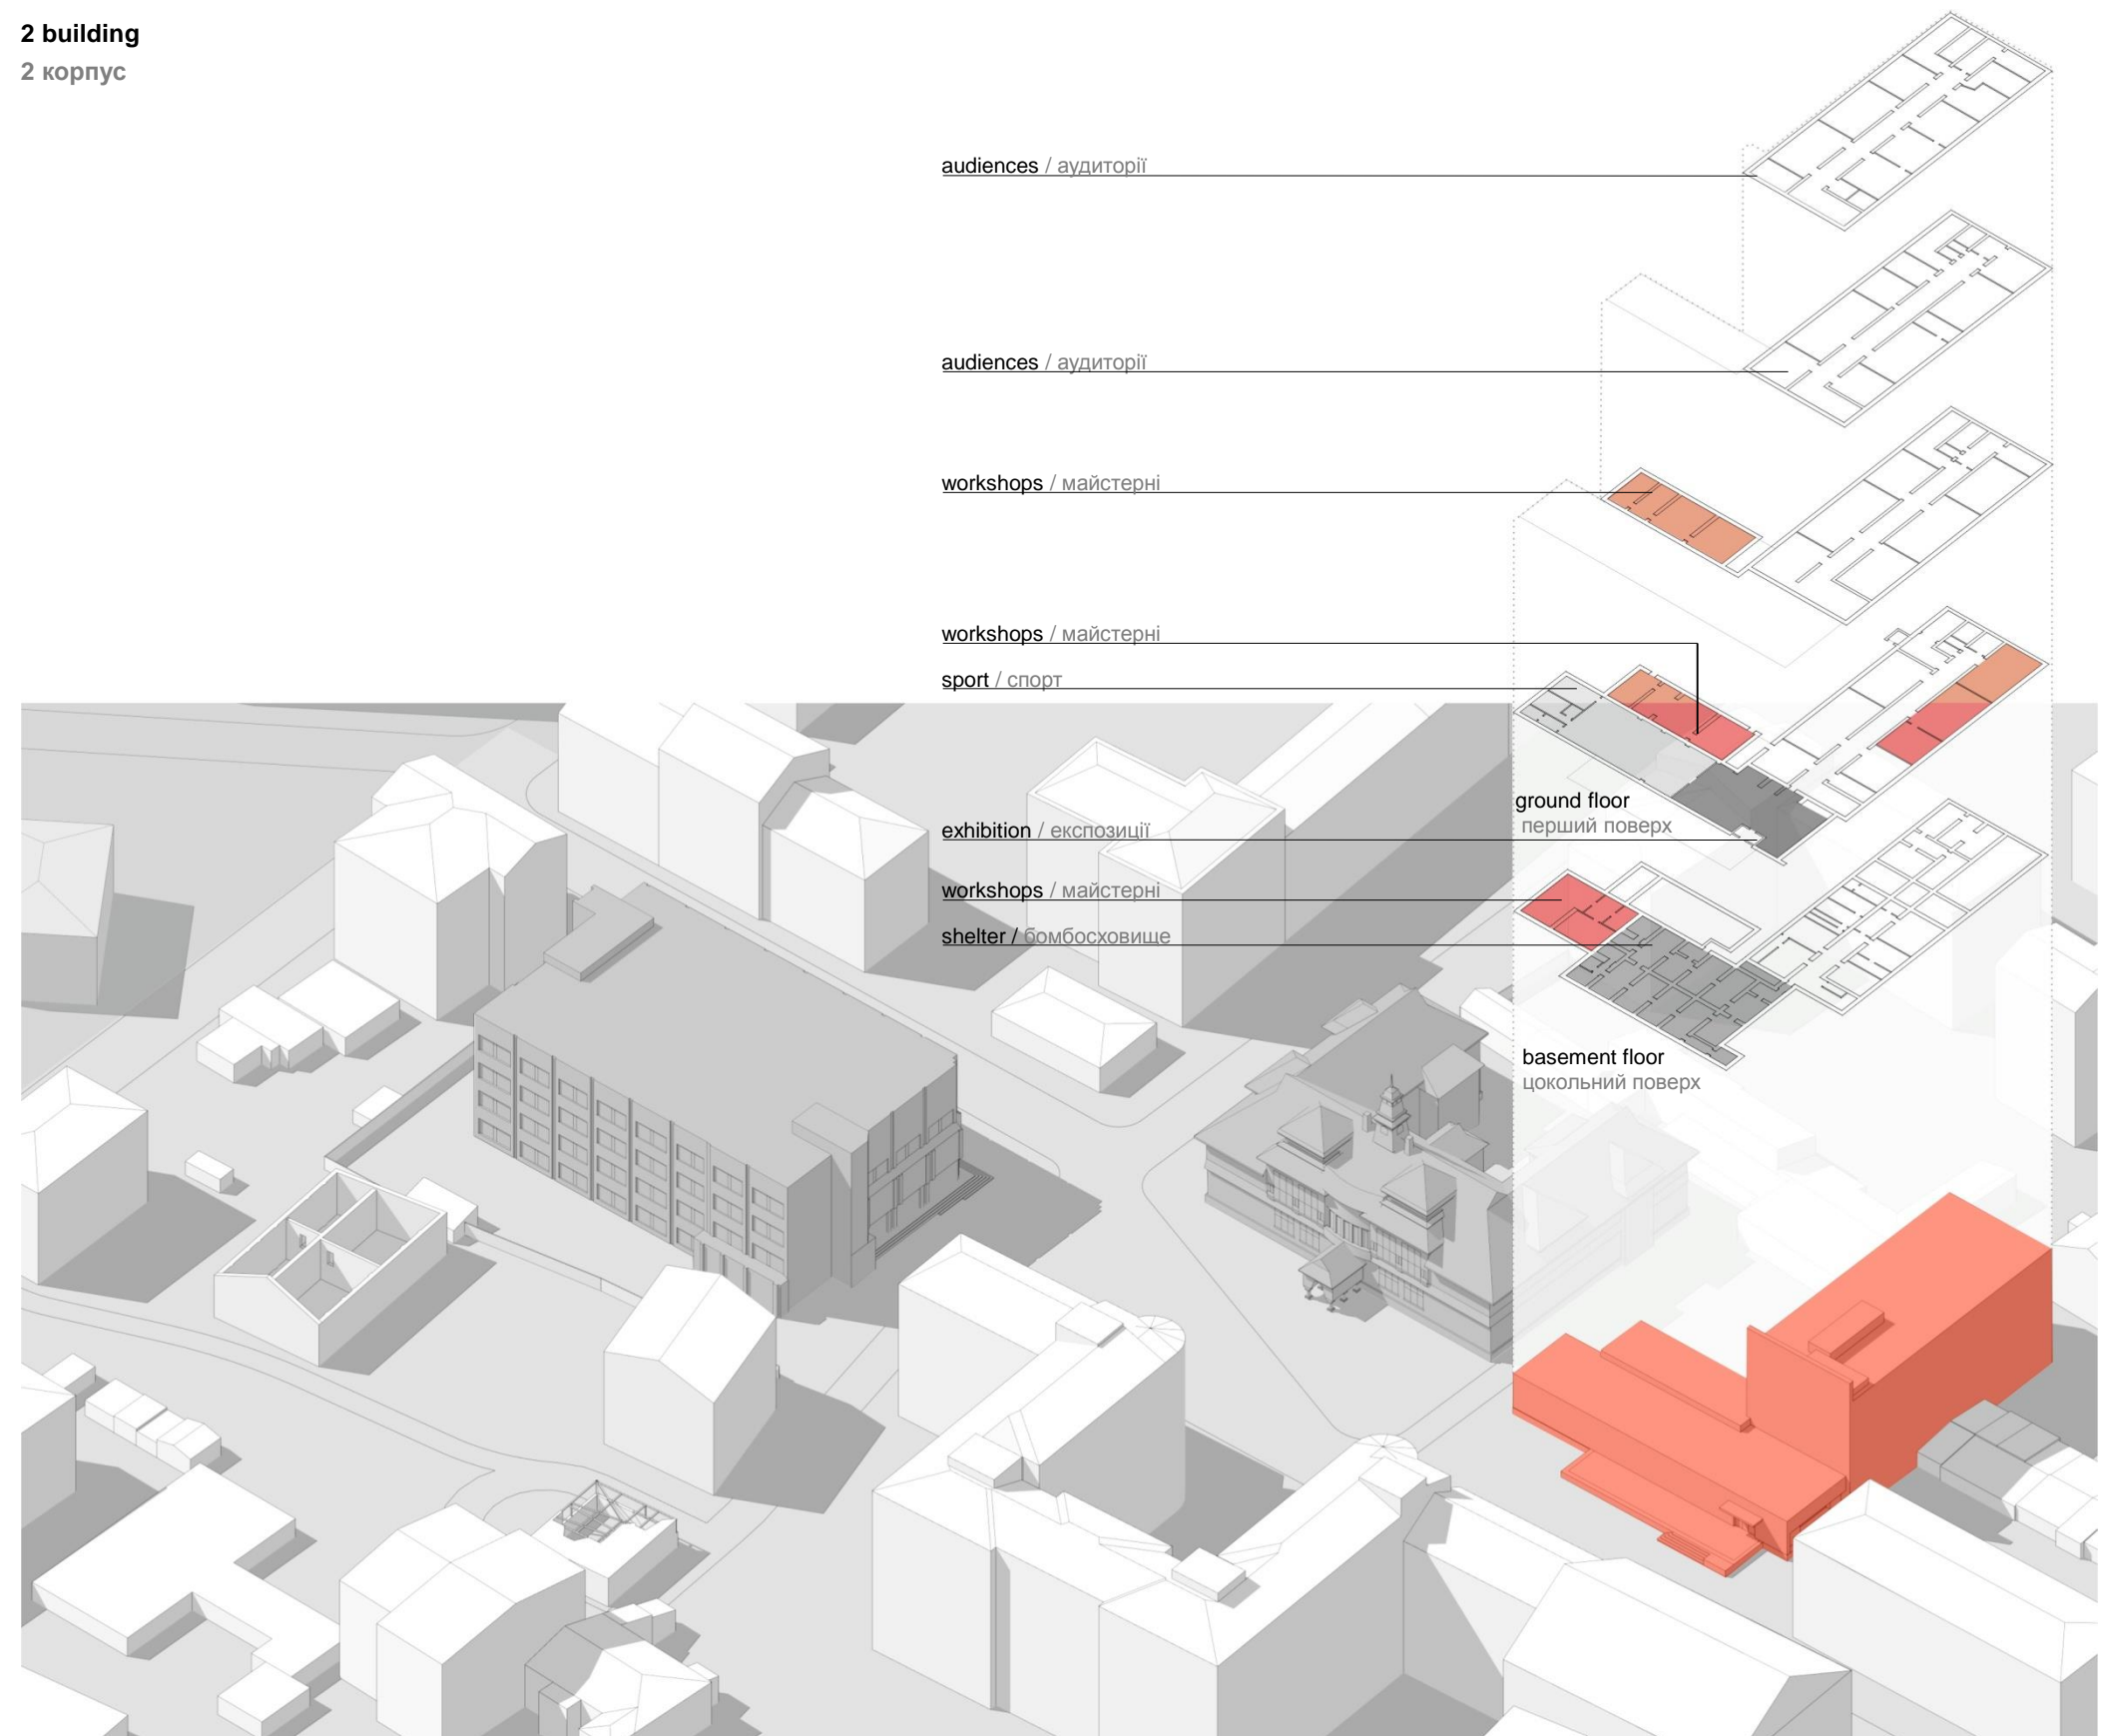 2 building
2 корпус
audiences / аудиторії
audiences / аудиторії
workshops / майстерні
workshops / майстерні
sport / спорт
ground floor
перший поверх
exhibition / експозиції
workshops / майстерні
shelter / бомбосховище
basement floor
цокольний поверх